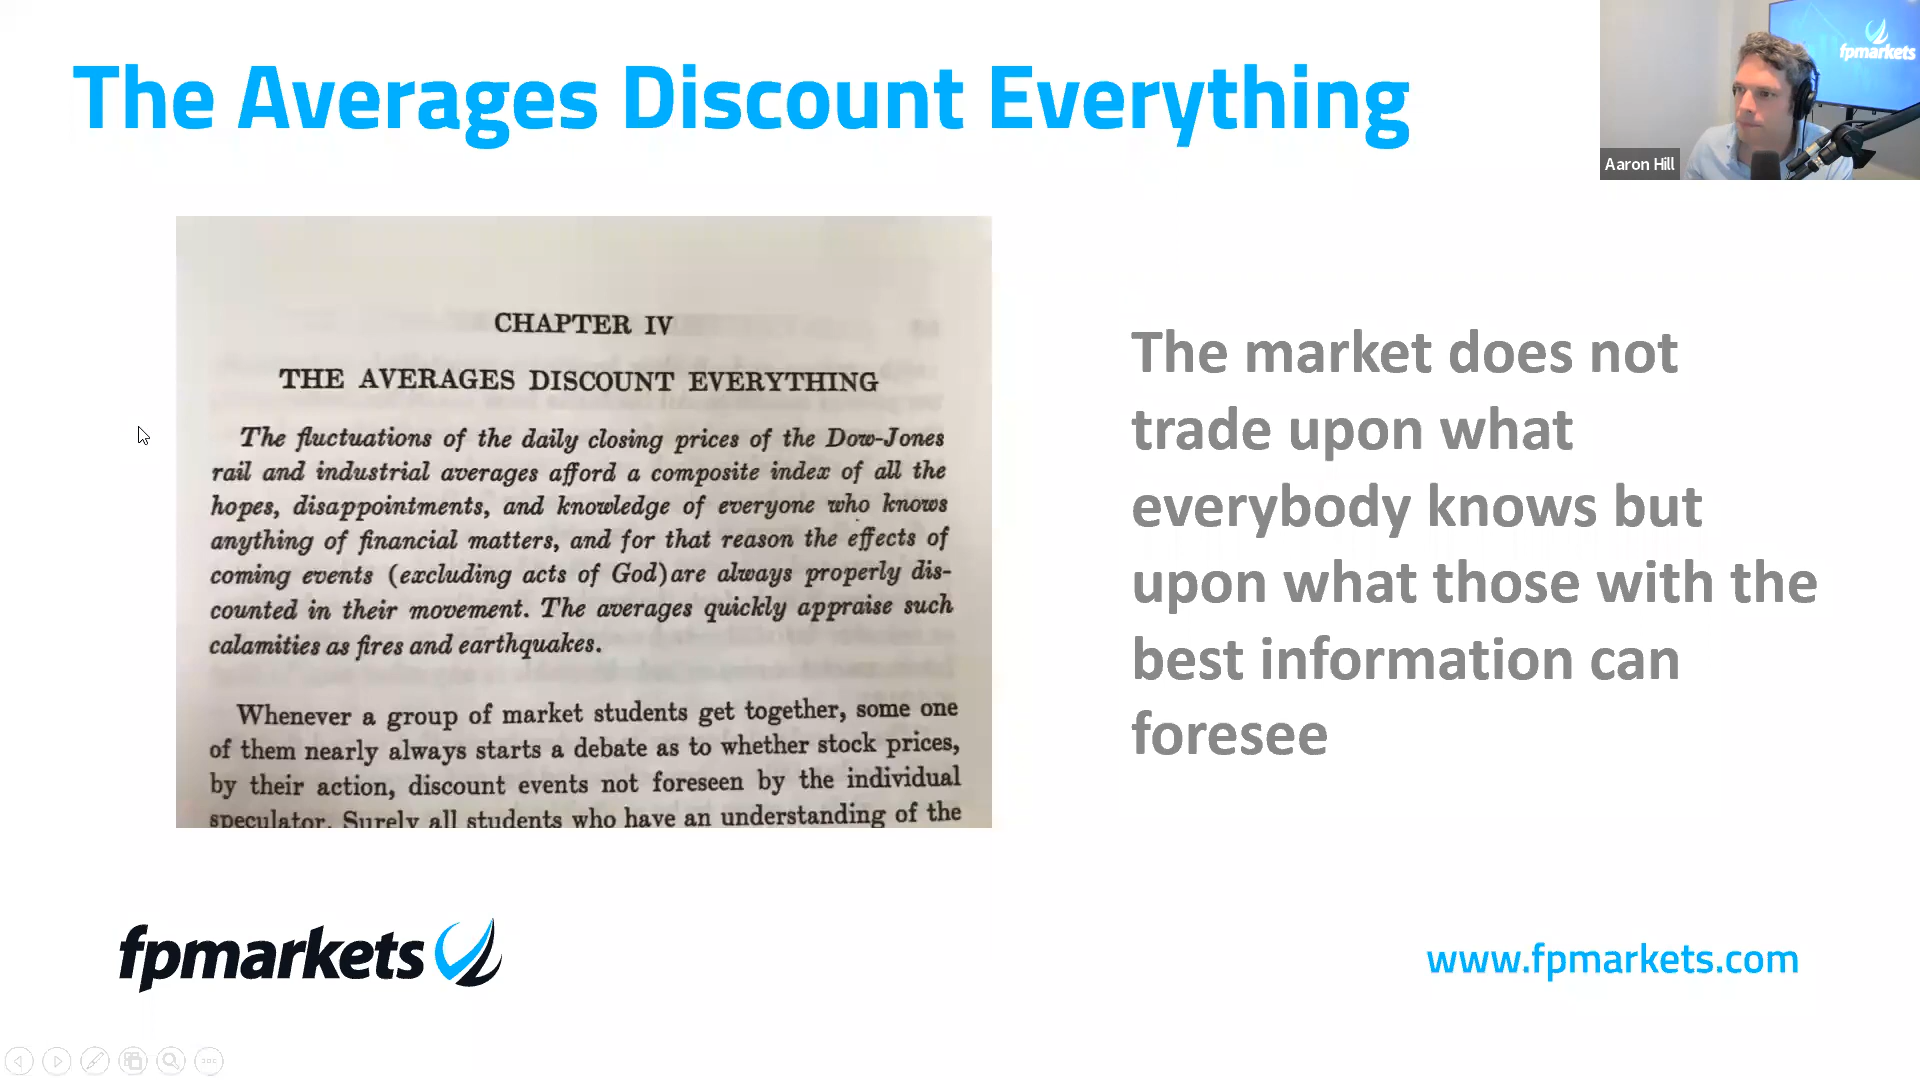 The Averages Discount Everything
fpmarkets
Aaron Hill
CHAPTER IV
THE AVERAGES DISCOUNT EVERYTHING
The fluctuations of the daily closing prices of the Dow-Jones
rail and industrial averages afford a composite index of all the
hopes, disappointments, and knowledge of everyone who knows
anything of financial matters, and for that reason the effects of
coming events (excluding acts of God)are always properly dis-
counted in their movement. The averages quickly appraise such
calamities as fires and earthquakes.
Whenever a group of market students get together, some one
of them nearly always starts a debate as to whether stock prices,
by their action, discount events not foreseen by the individual
speculator. Surely all students who have an understanding of the
The market does not
trade upon what
everybody knows but
upon what those with the
best information can
foresee
fpmarkets
www.fpmarkets.com